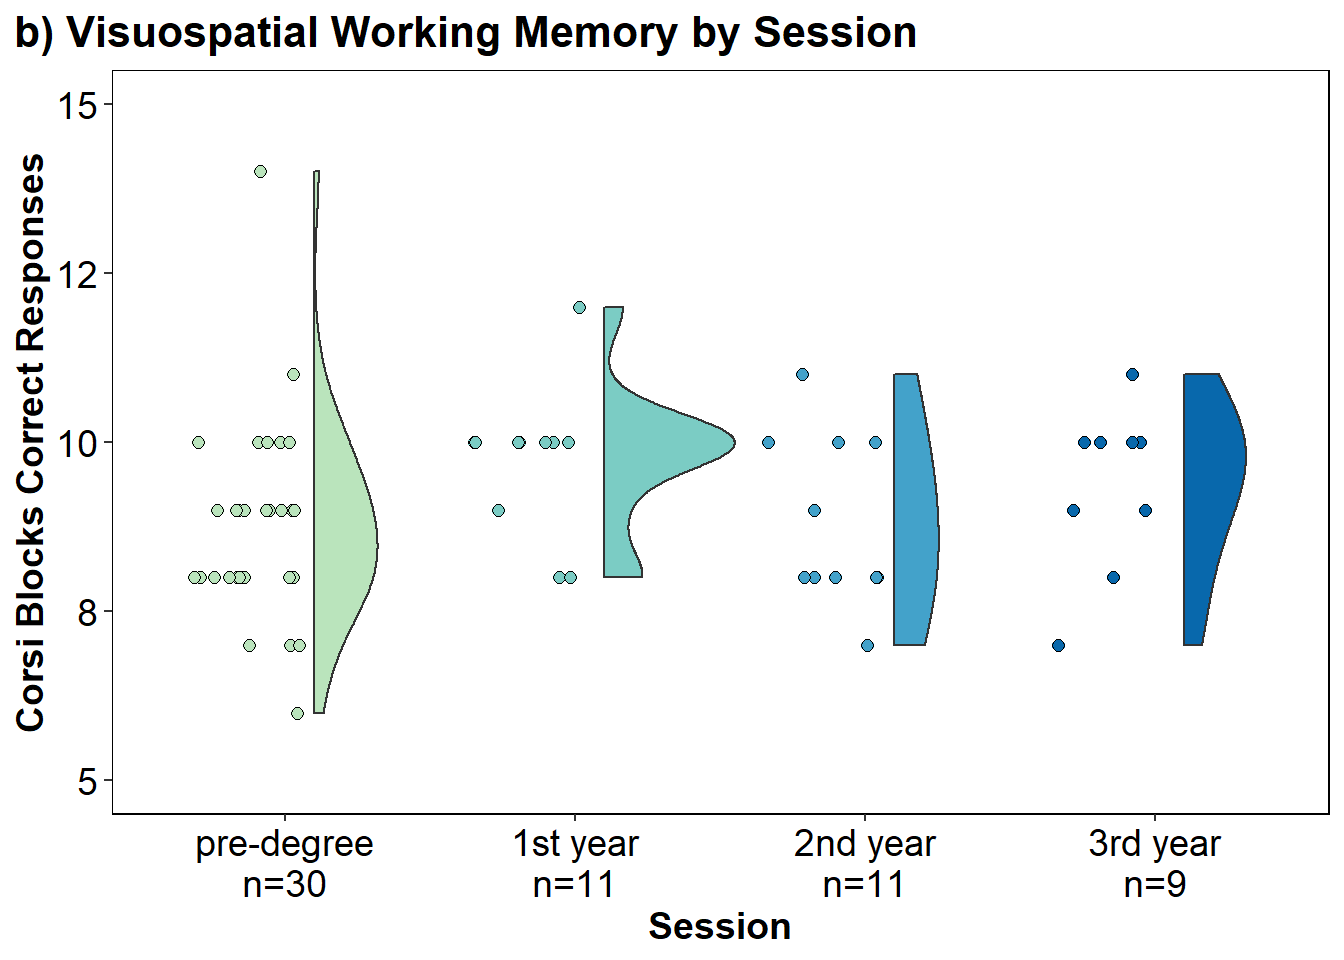 b) Visuospatial Working Memory by Session
Corsi Blocks Correct Responses
15
12
10
8
5
pre-degree
n=30
1st year
n=11
2nd year
n=11
3rd year
n=9
Session